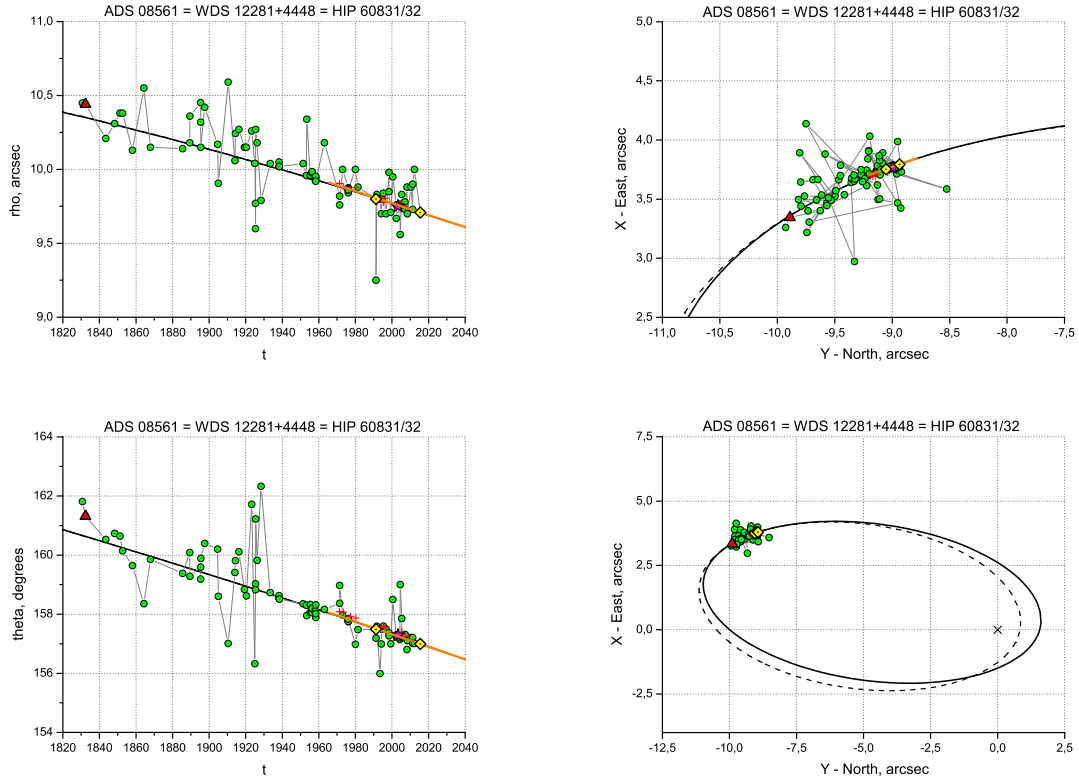 ADS 08561 = WDS 12281+4448 = HIP 60831/32
11,0
10,5
10,0
9,5
9,0
rho, arcsec
1820 1840 1860 1880 1900 1920 1940 1960 1980 2000 2020 2040
t
ADS 08561 = WDS 12281+4448 = HIP 60831/32
5,0
4,5
4,0
3,5
3,0
2,5
X - East, arcsec
-11,0 -10,5 -10,0 -9,5 -9,0 -8,5 -8,0 -7,5
Y - North, arcsec
ADS 08561 = WDS 12281+4448 = HIP 60831/32
164
162
160
158
156
154
theta, degrees
1820 1840 1860 1880 1900 1920 1940 1960 1980 2000 2020 2040
t
ADS 08561 = WDS 12281+4448 = HIP 60831/32
7,5
5,0
2,5
0,0
-2,5
X - East, arcsec
-12,5 -10,0 -7,5 -5,0 -2,5 0,0 2,5
Y - North, arcsec